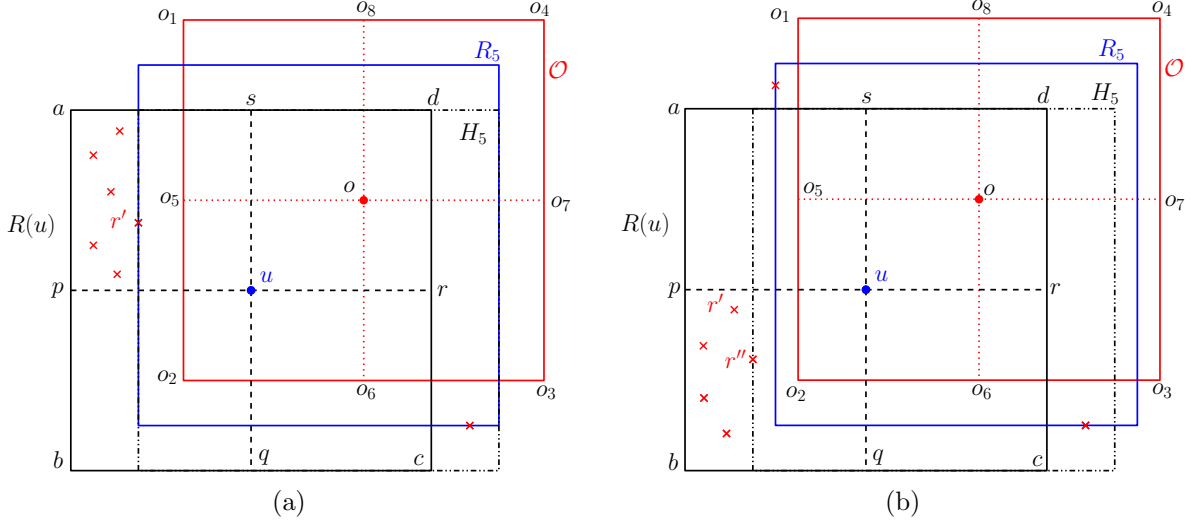 o₁ o₈ o₄
R₅
𝒪
a s d
H₅
o₅ o o₇
r′
R(u)
u
p r
o₂ o₆ o₃
b q c
(a)
o₁ o₈ o₄
R₅
𝒪
a s d
H₅
o₅ o o₇
R(u)
u
p r
r′
r″
o₂ o₆ o₃
b q c
(b)